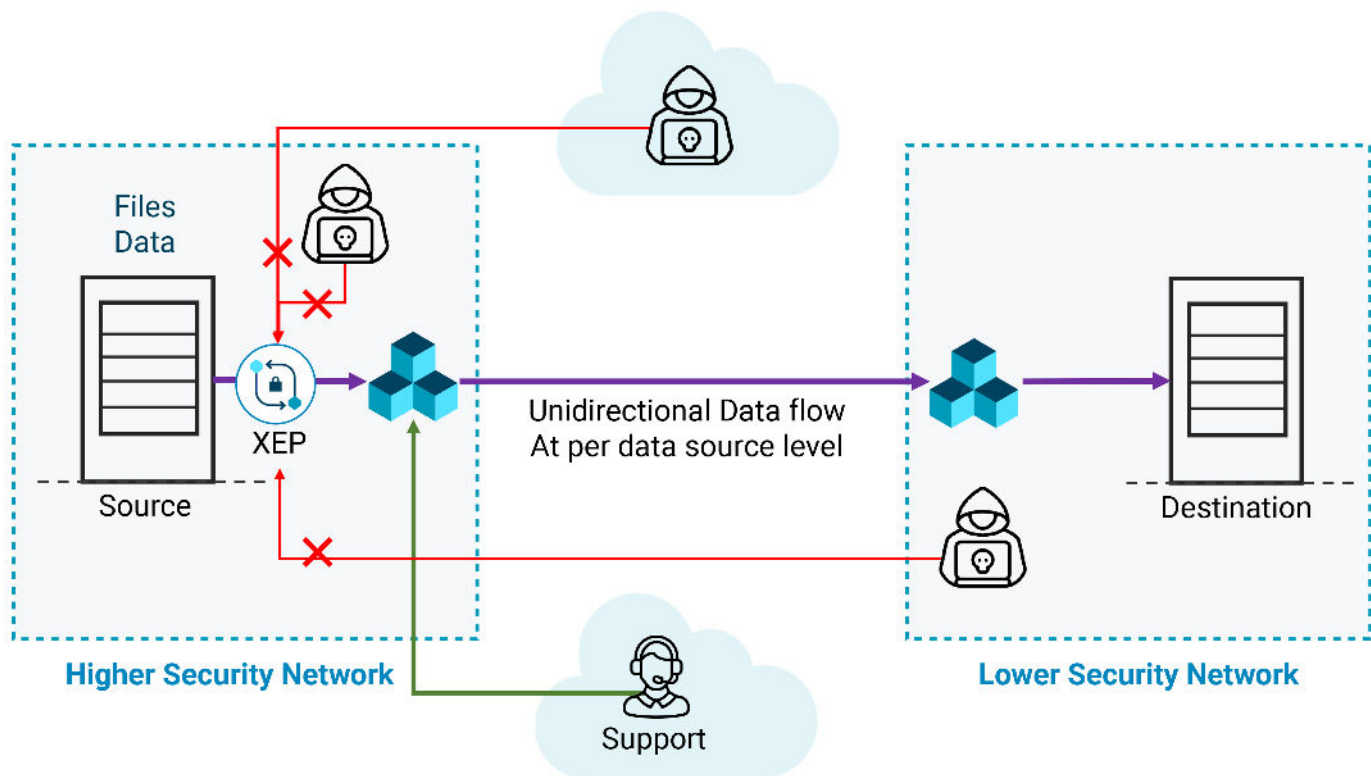 Files
Data
XEP
Source
Unidirectional Data flow
At per data source level
Destination
Higher Security Network
Lower Security Network
Support